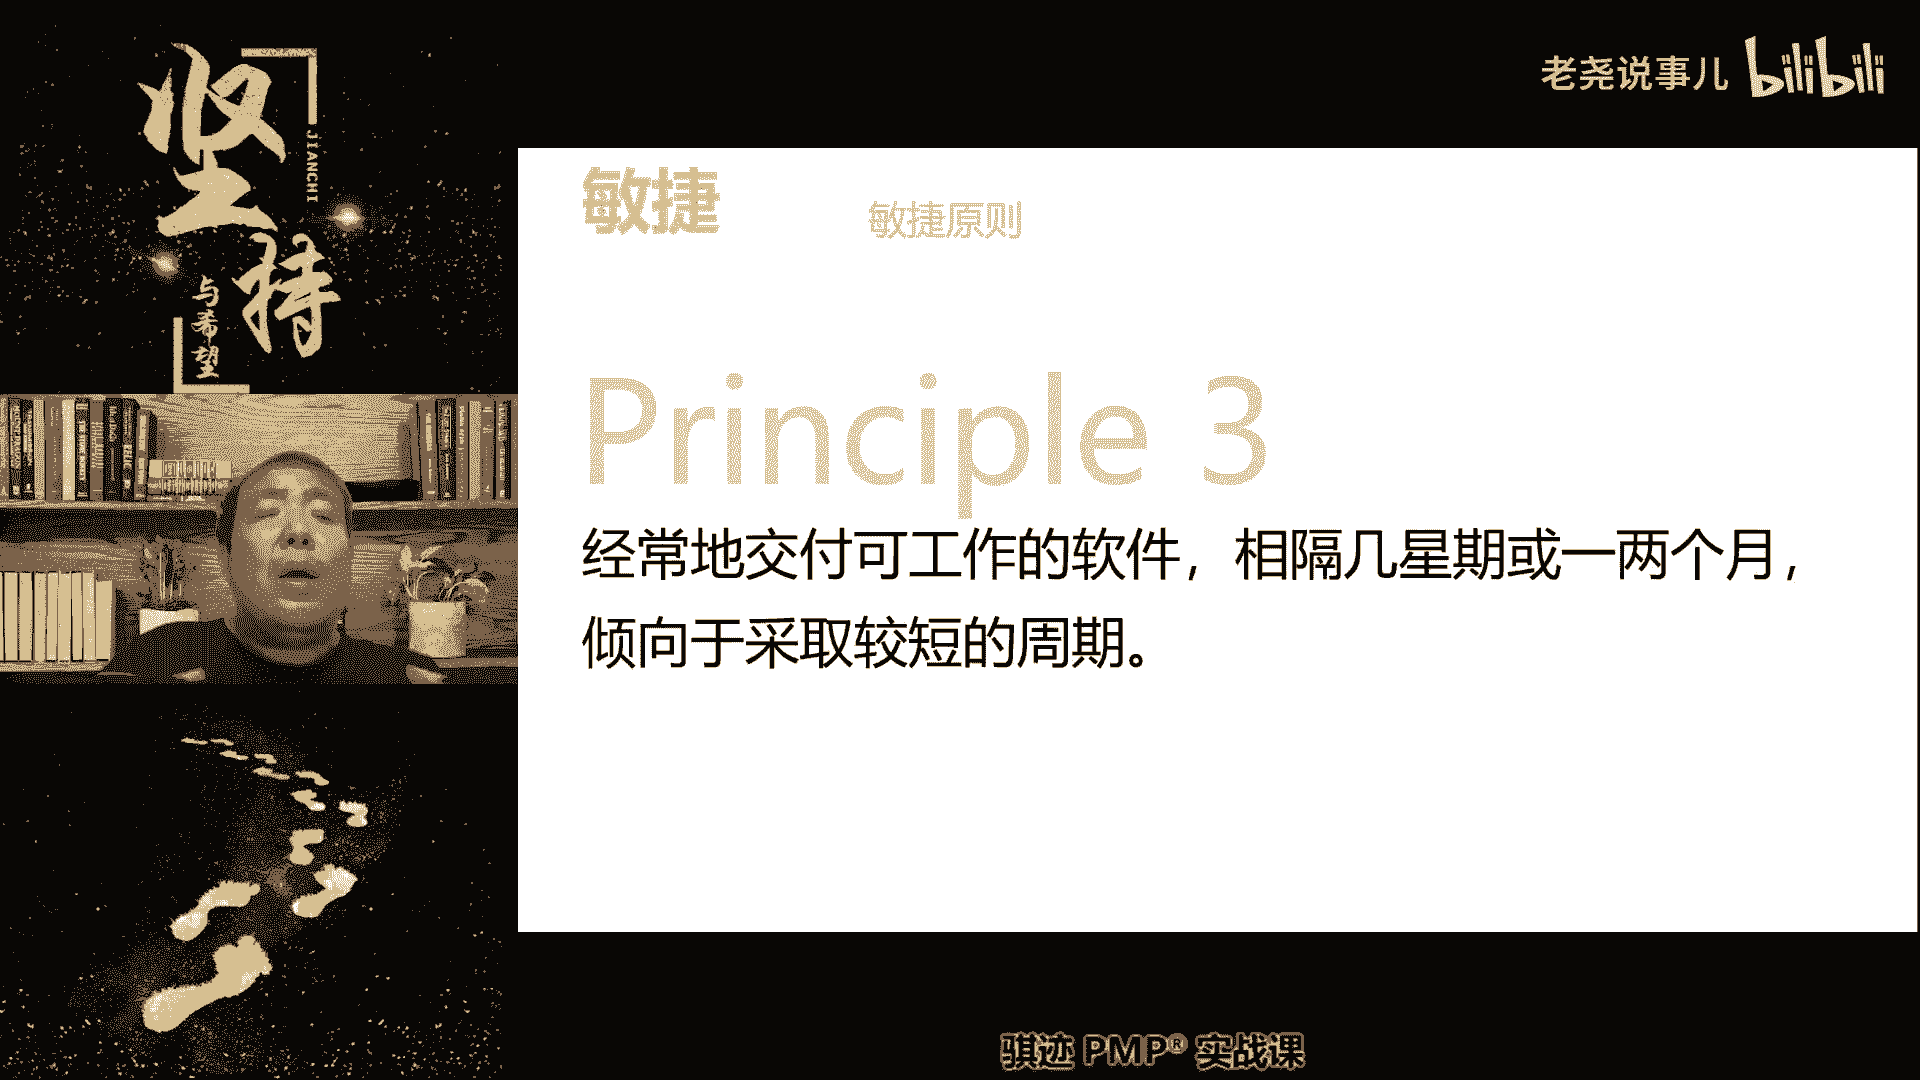 坚持
JIANCHI
与希望
老尧说事儿 bilibili
敏捷
敏捷原则
Principle 3
经常地交付可工作的软件，相隔几星期或一两个月，
倾向于采取较短的周期。
骐迹 PMP® 实战课